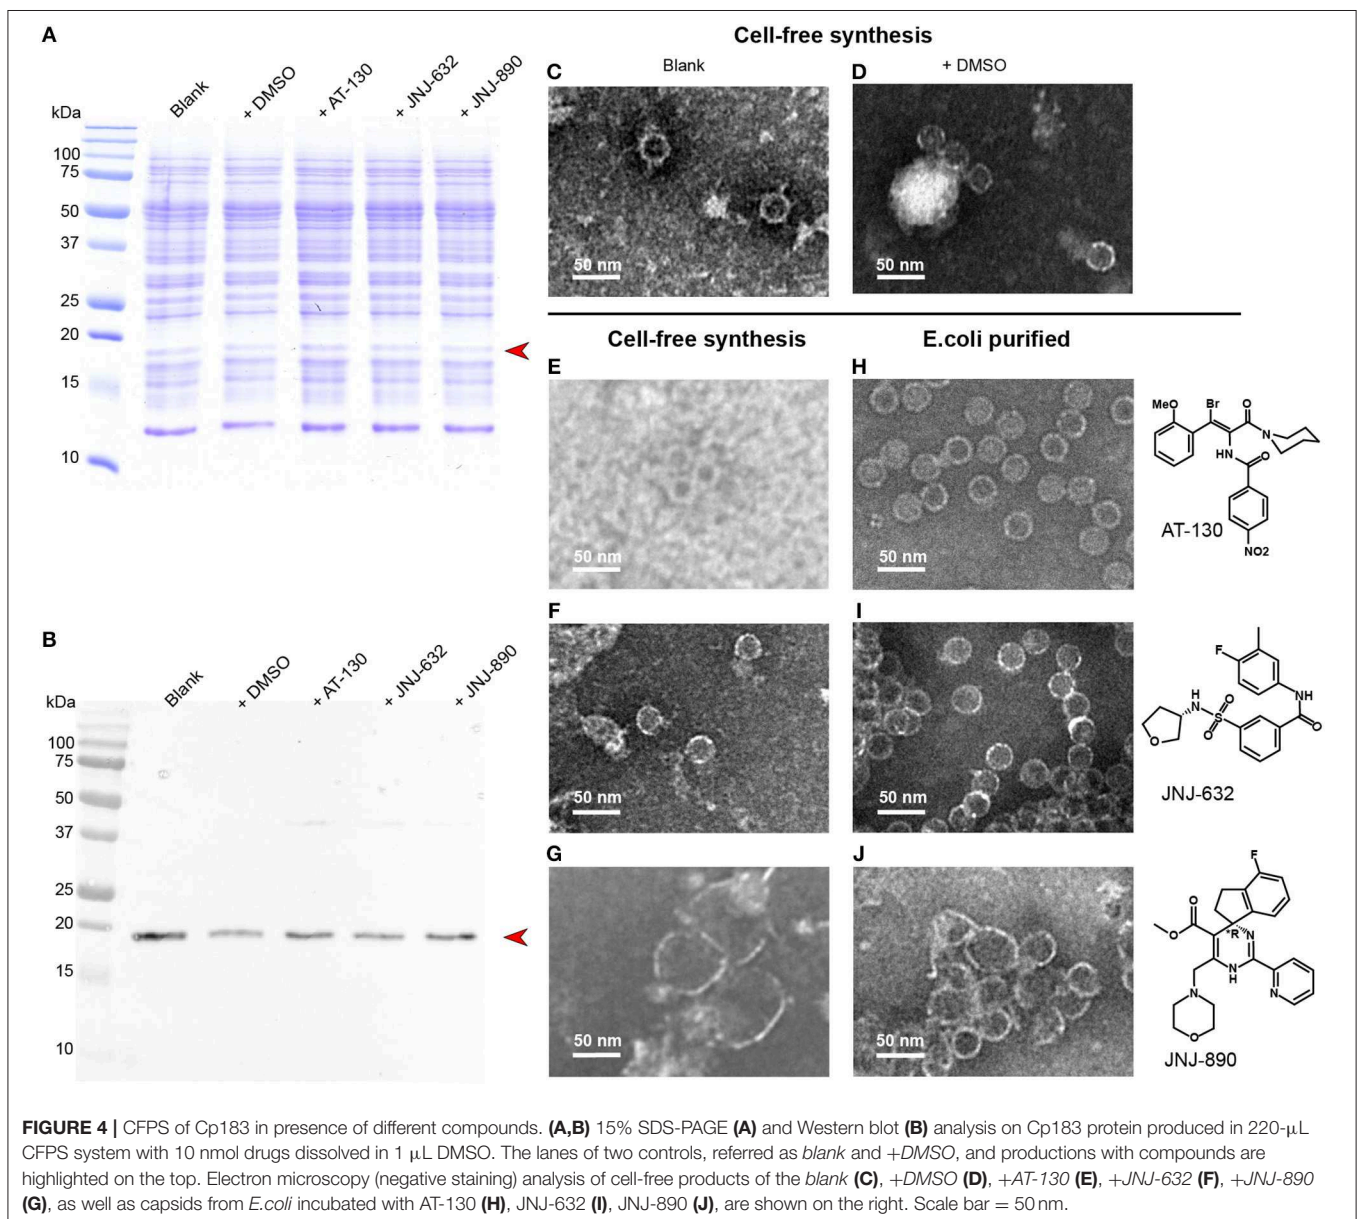 A
Blank
+ DMSO
+ AT-130
+ JNJ-632
+ JNJ-890
kDa
100
75
50
37
25
20
15
10
B
Blank
+ DMSO
+ AT-130
+ JNJ-632
+ JNJ-890
kDa
100
75
50
37
25
20
15
10
Cell-free synthesis
C
Blank
50 nm
D
+ DMSO
50 nm
Cell-free synthesis
E.coli purified
E
50 nm
H
50 nm
MeO
Br
O
N
HN
O
NO2
AT-130
F
50 nm
I
50 nm
F
H
N
S
O
O
O
NH
O
JNJ-632
G
50 nm
J
50 nm
F
O
O
*R
N
N
H
N
N
O
JNJ-890
FIGURE 4 | CFPS of Cp183 in presence of different compounds. (A,B) 15% SDS-PAGE (A) and Western blot (B) analysis on Cp183 protein produced in 220-μL
CFPS system with 10 nmol drugs dissolved in 1 μL DMSO. The lanes of two controls, referred as blank and +DMSO, and productions with compounds are
highlighted on the top. Electron microscopy (negative staining) analysis of cell-free products of the blank (C), +DMSO (D), +AT-130 (E), +JNJ-632 (F), +JNJ-890
(G), as well as capsids from E.coli incubated with AT-130 (H), JNJ-632 (I), JNJ-890 (J), are shown on the right. Scale bar = 50 nm.